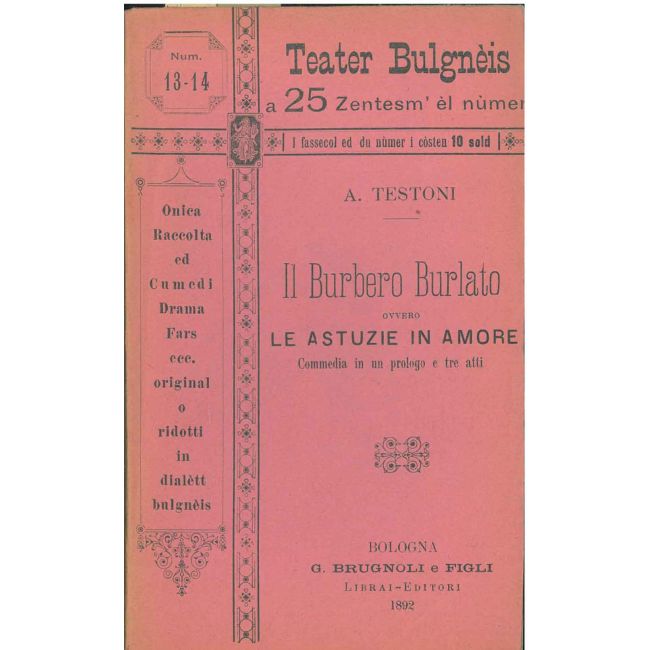 Num.
13-14
Teater Bulgnèis
a 25 Zentesm' èl nùmer
I fassecol ed du nùmer i còsten 10 sold
Onica
Raccolta
ed
Cumedi
Drama
Fars
ecc.
original
o
ridotti
in
dialètt
bulgnèis
A. TESTONI
Il Burbero Burlato
OVVERO
LE ASTUZIE IN AMORE
Commedia in un prologo e tre atti
BOLOGNA
G. BRUGNOLI e FIGLI
LIBRAI-EDITORI
1892